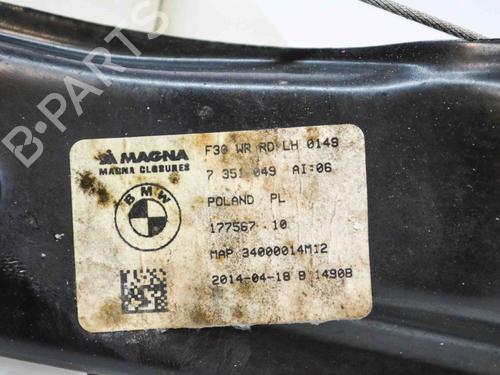 B-PARTS
MAGNA
MAGNA CLOSURES
BMW
F30 WR RD LH 0149
7 351 049 AI:06
POLAND PL
177567 .10
MAP 34000014M12
2014-04-18 B 1490B